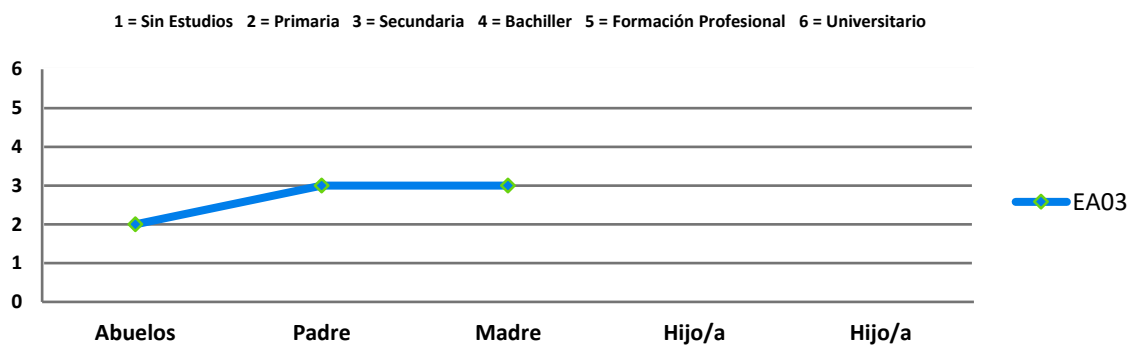 1 = Sin Estudios 2 = Primaria 3 = Secundaria 4 = Bachiller 5 = Formación Profesional 6 = Universitario
6
5
4
3
2
1
0
Abuelos Padre Madre Hijo/a Hijo/a
EA03